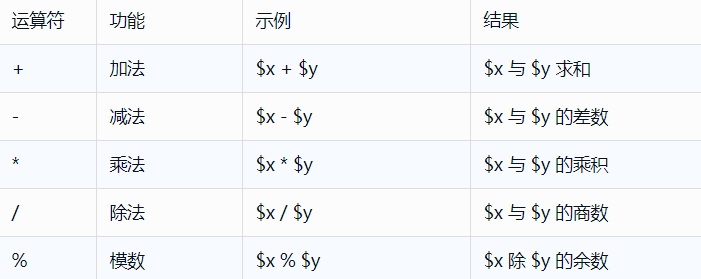 运算符 功能 示例 结果
+ 加法 $x + $y $x 与 $y 求和
- 减法 $x - $y $x 与 $y 的差数
* 乘法 $x * $y $x 与 $y 的乘积
/ 除法 $x / $y $x 与 $y 的商数
% 模数 $x % $y $x 除 $y 的余数